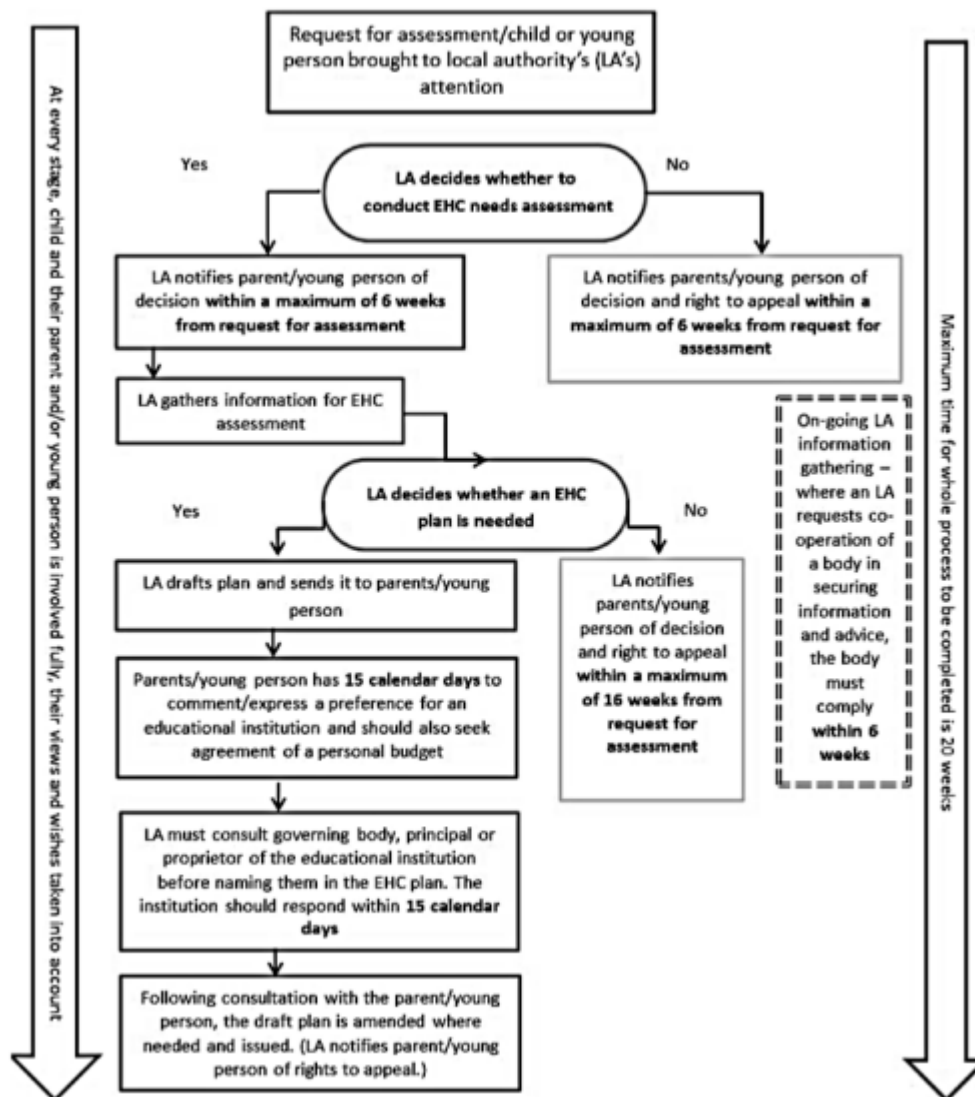 Request for assessment/child or young
person brought to local authority's (LA's)
attention
Yes
No
LA decides whether to
conduct EHC needs assessment
LA notifies parent/young person of
decision within a maximum of 6 weeks
from request for assessment
LA notifies parents/young person of
decision and right to appeal within a
maximum of 6 weeks from request for
assessment
LA gathers information for EHC
assessment
On-going LA
information
gathering –
where an LA
requests co-
operation of
a body in
securing
information
and advice,
the body
must
comply
within 6
weeks
LA decides whether an EHC
plan is needed
Yes
No
LA drafts plan and sends it to parents/young
person
LA notifies
parents/young
person of decision
and right to appeal
within a maximum
of 16 weeks from
request for
assessment
Parents/young person has 15 calendar days to
comment/express a preference for an
educational institution and should also seek
agreement of a personal budget
LA must consult governing body, principal or
proprietor of the educational institution
before naming them in the EHC plan. The
institution should respond within 15 calendar
days
Following consultation with the parent/young
person, the draft plan is amended where
needed and issued. (LA notifies parent/young
person of rights to appeal.)
At every stage, child and their parent and/or young person is involved fully, their views and wishes taken into account
Maximum time for whole process to be completed is 20 weeks